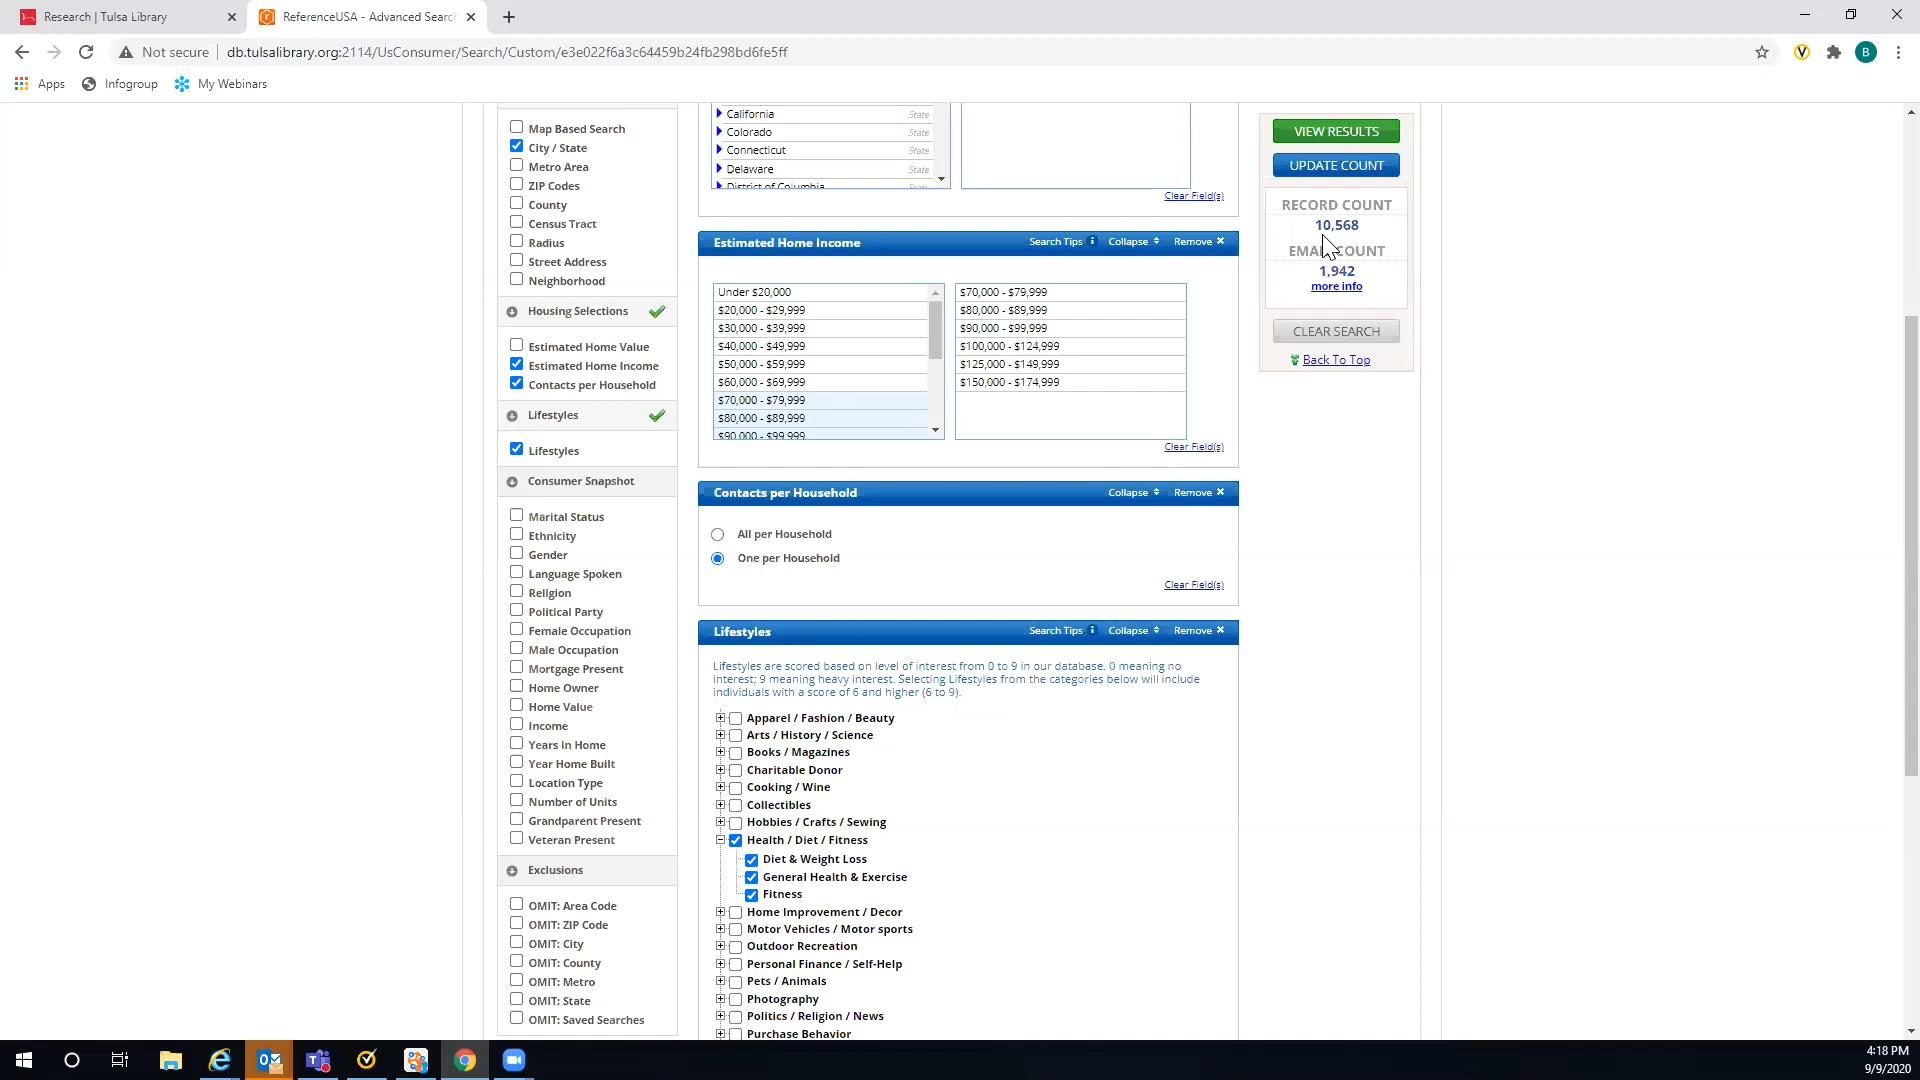 Research | Tulsa Library
ReferenceUSA - Advanced Search
Not secure
db.tulsalibrary.org:2114/UsConsumer/Search/Custom/e3e022f6a3c64459b24fb298bd6fe5ff
B
Apps
Infogroup
My Webinars
Map Based Search
City / State
Metro Area
ZIP Codes
County
Census Tract
Radius
Street Address
Neighborhood
Housing Selections
Estimated Home Value
Estimated Home Income
Contacts per Household
Lifestyles
Lifestyles
Consumer Snapshot
Marital Status
Ethnicity
Gender
Language Spoken
Religion
Political Party
Female Occupation
Male Occupation
Mortgage Present
Home Owner
Home Value
Income
Years In Home
Year Home Built
Location Type
Number of Units
Grandparent Present
Veteran Present
Exclusions
OMIT: Area Code
OMIT: ZIP Code
OMIT: City
OMIT: County
OMIT: Metro
OMIT: State
OMIT: Saved Searches
California State
Colorado State
Connecticut State
Delaware State
District of Columbia State
Clear Field(s)
Estimated Home Income Search Tips i Collapse Remove X
Under $20,000
$20,000 - $29,999
$30,000 - $39,999
$40,000 - $49,999
$50,000 - $59,999
$60,000 - $69,999
$70,000 - $79,999
$80,000 - $89,999
$90,000 - $99,999
$70,000 - $79,999
$80,000 - $89,999
$90,000 - $99,999
$100,000 - $124,999
$125,000 - $149,999
$150,000 - $174,999
Clear Field(s)
Contacts per Household Collapse Remove X
All per Household
One per Household
Clear Field(s)
Lifestyles Search Tips i Collapse Remove X
Lifestyles are scored based on level of interest from 0 to 9 in our database. 0 meaning no
interest; 9 meaning heavy interest. Selecting Lifestyles from the categories below will include
individuals with a score of 6 and higher (6 to 9).
Apparel / Fashion / Beauty
Arts / History / Science
Books / Magazines
Charitable Donor
Cooking / Wine
Collectibles
Hobbies / Crafts / Sewing
Health / Diet / Fitness
Diet & Weight Loss
General Health & Exercise
Fitness
Home Improvement / Decor
Motor Vehicles / Motor sports
Outdoor Recreation
Personal Finance / Self-Help
Pets / Animals
Photography
Politics / Religion / News
Purchase Behavior
VIEW RESULTS
UPDATE COUNT
RECORD COUNT
10,568
EMAIL COUNT
1,942
more info
CLEAR SEARCH
Back To Top
4:18 PM
9/9/2020